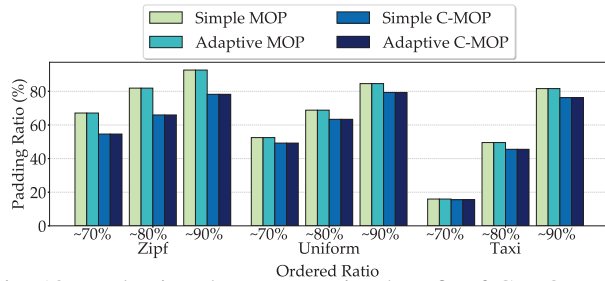 Simple MOP
Simple C-MOP
Adaptive MOP
Adaptive C-MOP
Padding Ratio (%)
80
60
40
20
0
~70% ~80% ~90% ~70% ~80% ~90% ~70% ~80% ~90%
Zipf Uniform Taxi
Ordered Ratio